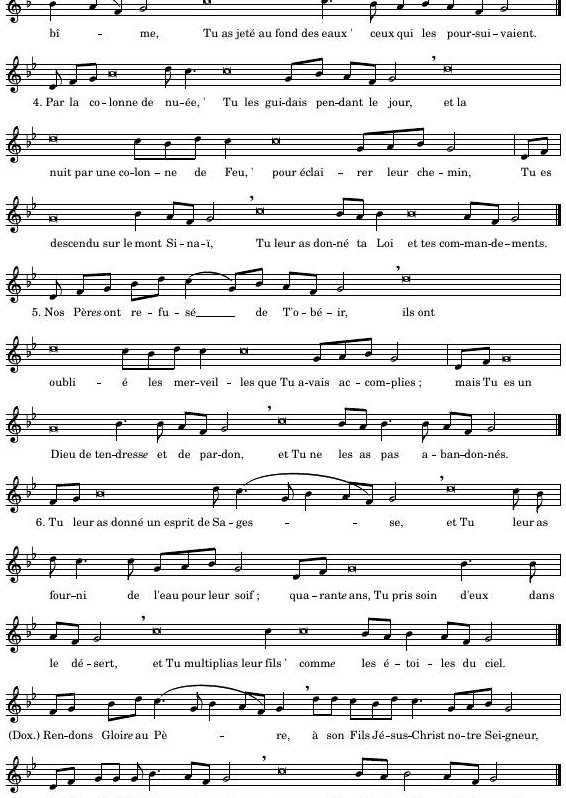 bî - me, Tu as jeté au fond des eaux ' ceux qui les pour-sui-vaient.
4. Par la co-lonne de nu-ée, ' Tu les gui-dais pen-dant le jour, et la
nuit par une co-lon-ne de Feu, ' pour éclai-rer leur che-min, Tu es
descendu sur le mont Si-na-ï, Tu leur as don-né ta Loi et tes com-man-de-ments.
5. Nos Pères ont re-fu-sé____ de T'o-bé-ir, ils ont
oubli-é les mer-veil-les que Tu a-vais ac-com-plies ; mais Tu es un
Dieu de ten-dresse et de par-don, et Tu ne les as pas a-ban-don-nés.
6. Tu leur as donné un esprit de Sa-ges - - se, et Tu leur as
four-ni de l'eau pour leur soif ; qua-rante ans, Tu pris soin d'eux dans
le dé-sert, et Tu multiplias leur fils ' comme les é-toi-les du ciel.
(Dox.) Ren-dons Gloire au Pè - re, à son Fils Jé-sus-Christ no-tre Sei-gneur,